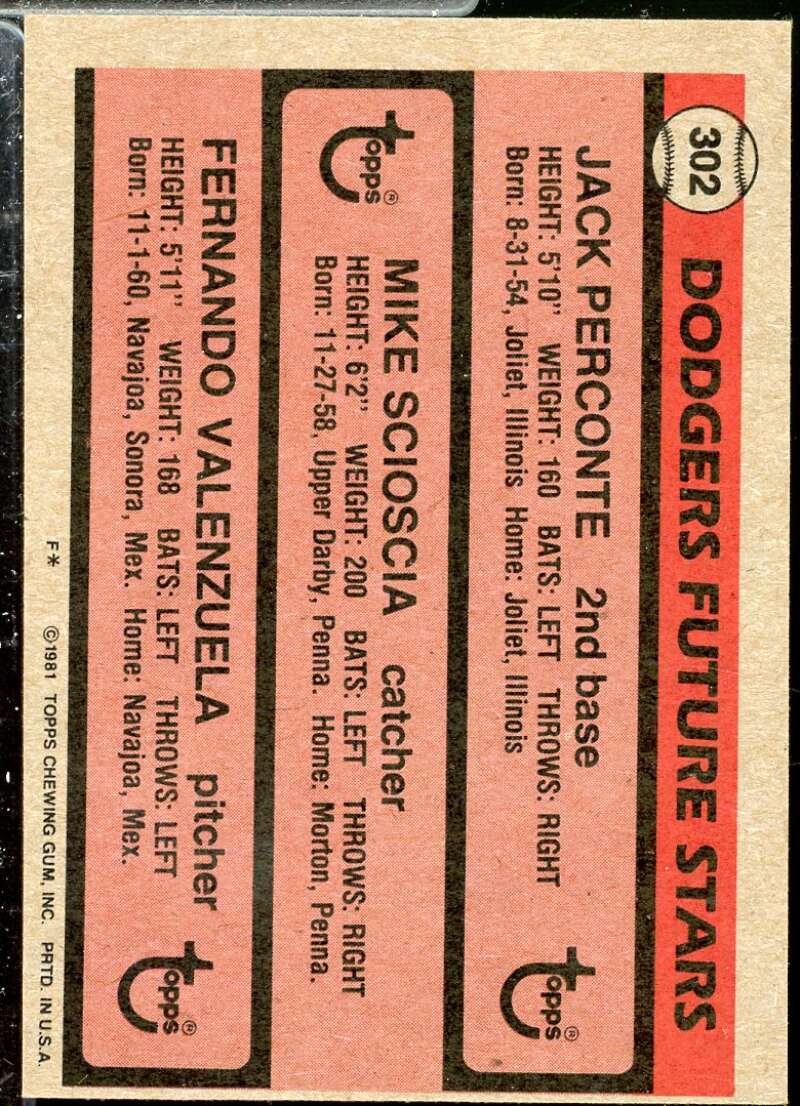 302
DODGERS FUTURE STARS
JACK PERCONTE 2nd base
HEIGHT: 5'10" WEIGHT: 160 BATS: LEFT THROWS: RIGHT
Born: 8-31-54, Joliet, Illinois Home: Joliet, Illinois
Topps®
Topps®
MIKE SCIOSCIA catcher
HEIGHT: 6'2" WEIGHT: 200 BATS: LEFT THROWS: RIGHT
Born: 11-27-58, Upper Darby, Penna. Home: Morton, Penna.
FERNANDO VALENZUELA pitcher
HEIGHT: 5'11" WEIGHT: 168 BATS: LEFT THROWS: LEFT
Born: 11-1-60, Navajoa, Sonora, Mex. Home: Navajoa, Mex.
Topps®
F* ©1981 TOPPS CHEWING GUM, INC. PRTD. IN U.S.A.